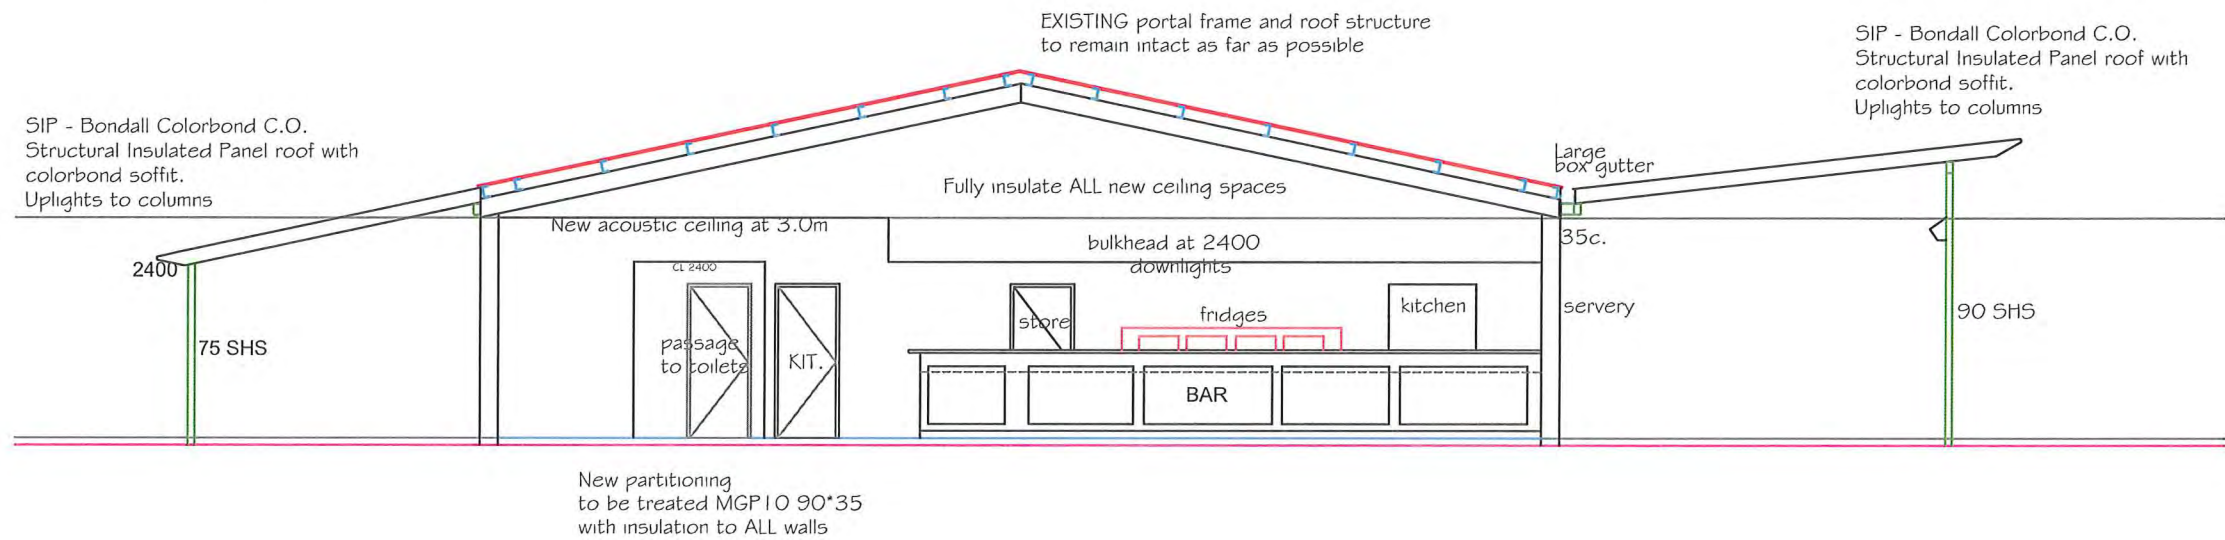 EXISTING portal frame and roof structure
to remain intact as far as possible
SIP - Bondall Colorbond C.O.
Structural Insulated Panel roof with
colorbond soffit.
Uplights to columns
SIP - Bondall Colorbond C.O.
Structural Insulated Panel roof with
colorbond soffit.
Uplights to columns
Large
box gutter
Fully insulate ALL new ceiling spaces
New acoustic ceiling at 3.0m
35c.
bulkhead at 2400
downlights
2400
CL 2400
75 SHS
passage
to toilets
KIT.
store
fridges
kitchen
servery
90 SHS
BAR
New partitioning
to be treated MGP10 90*35
with insulation to ALL walls